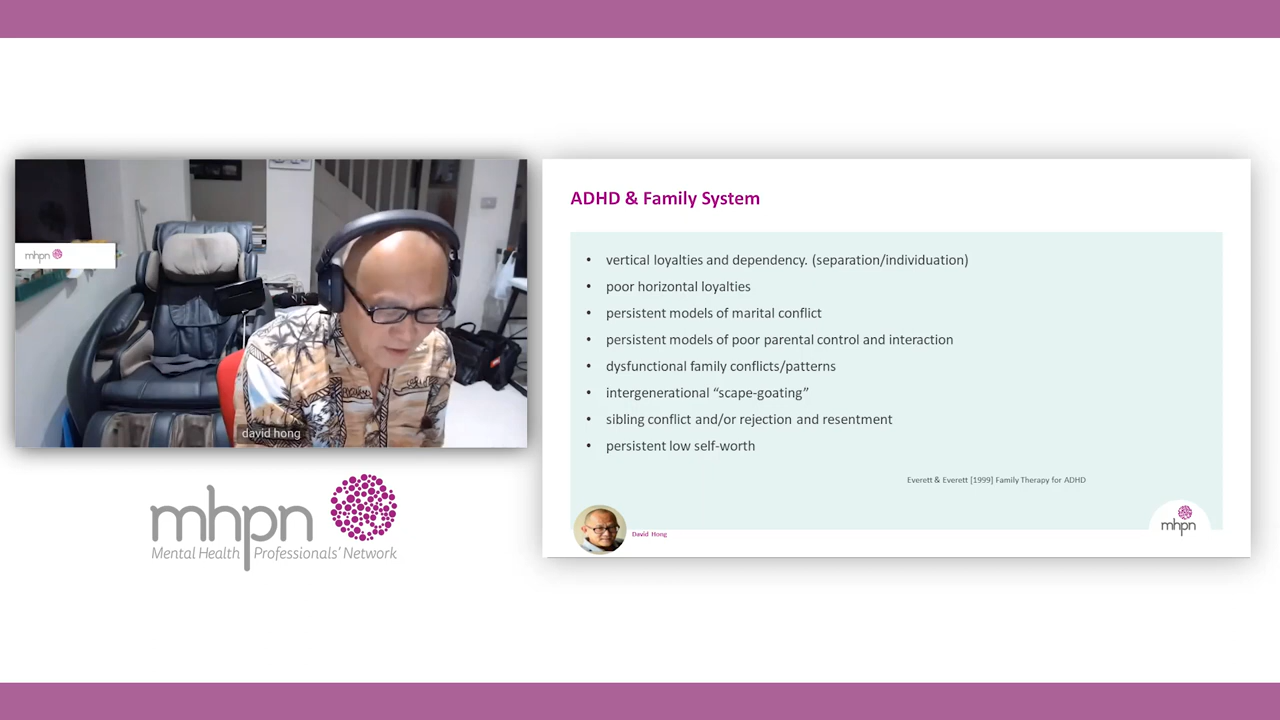 mhpn
david hong
mhpn
Mental Health Professionals' Network
ADHD & Family System
• vertical loyalties and dependency. (separation/individuation)
• poor horizontal loyalties
• persistent models of marital conflict
• persistent models of poor parental control and interaction
• dysfunctional family conflicts/patterns
• intergenerational “scape-goating”
• sibling conflict and/or rejection and resentment
• persistent low self-worth
Everett & Everett [1999] Family Therapy for ADHD
David Hong
mhpn